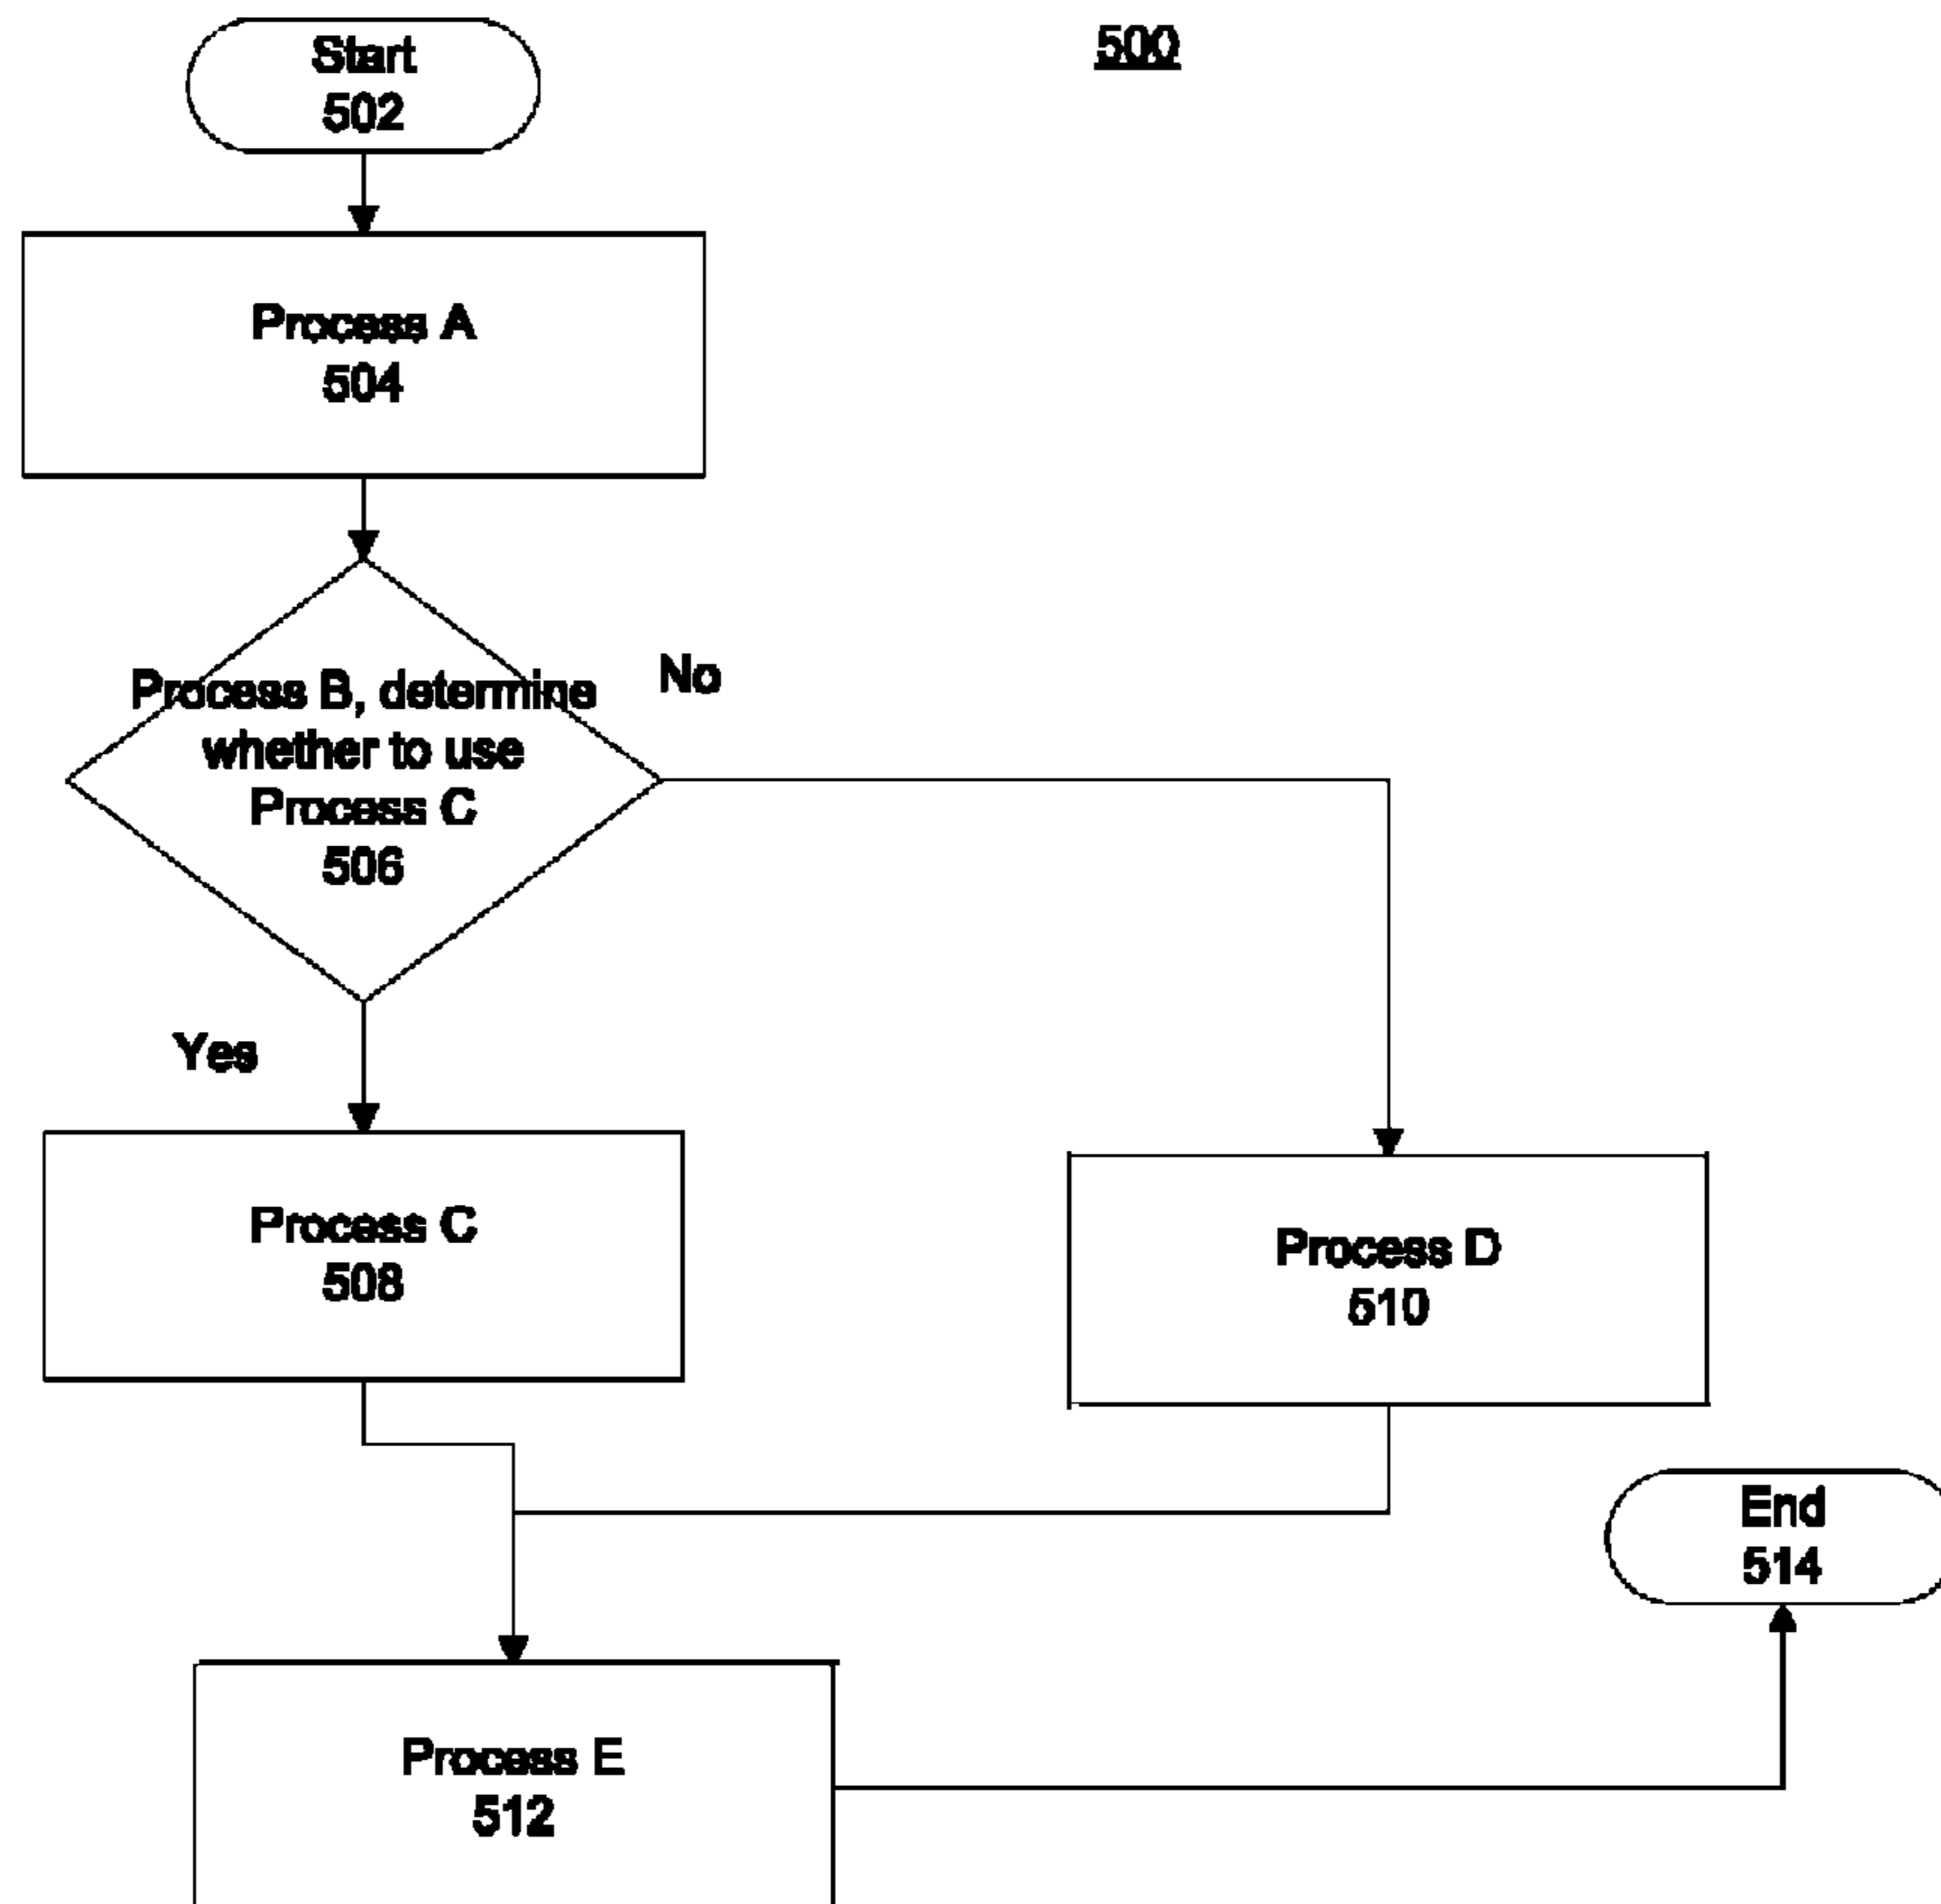 Start
502
500
Process A
504
Process B, determine
whether to use
Process C
506
No
Yes
Process C
508
Process D
510
End
514
Process E
512